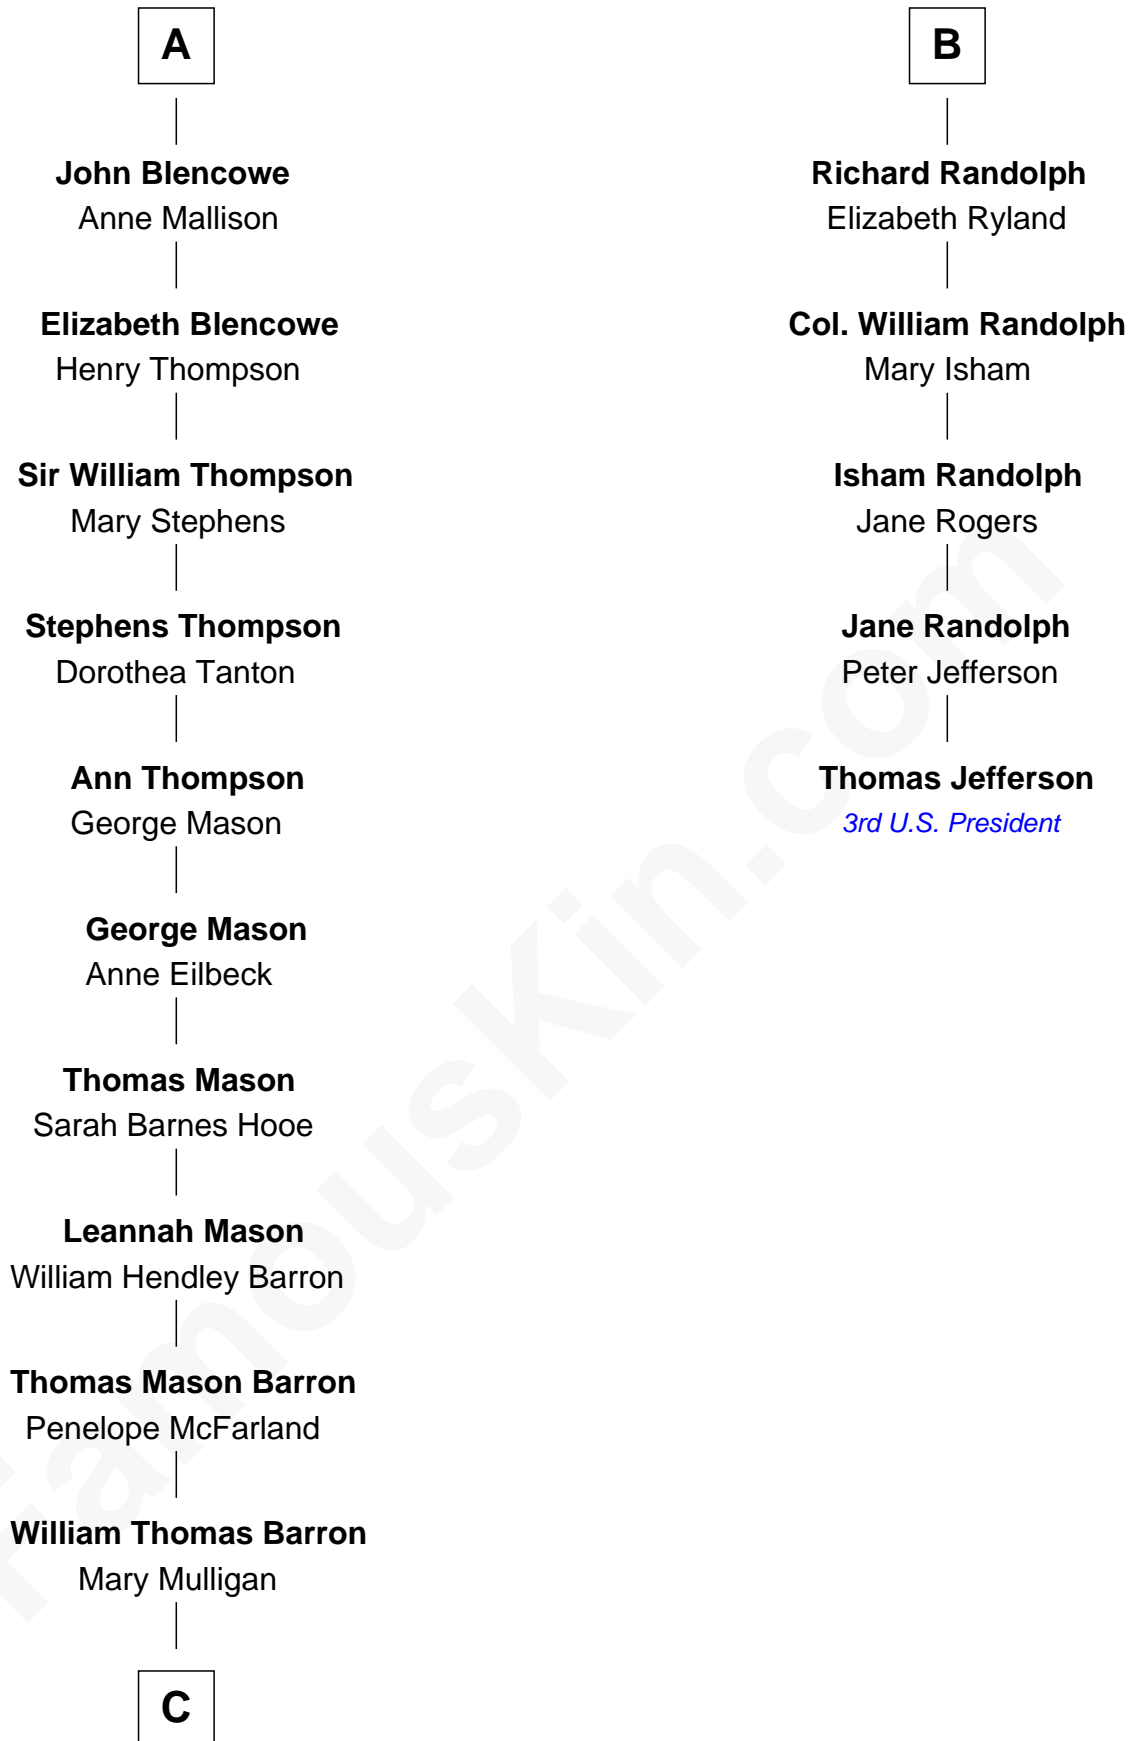 A
John Blencowe
Anne Mallison
Elizabeth Blencowe
Henry Thompson
Sir William Thompson
Mary Stephens
Stephens Thompson
Dorothea Tanton
Ann Thompson
George Mason
George Mason
Anne Eilbeck
Thomas Mason
Sarah Barnes Hooe
Leannah Mason
William Hendley Barron
Thomas Mason Barron
Penelope McFarland
William Thomas Barron
Mary Mulligan
C
B
Richard Randolph
Elizabeth Ryland
Col. William Randolph
Mary Isham
Isham Randolph
Jane Rogers
Jane Randolph
Peter Jefferson
Thomas Jefferson
3rd U.S. President
FamousKin.com